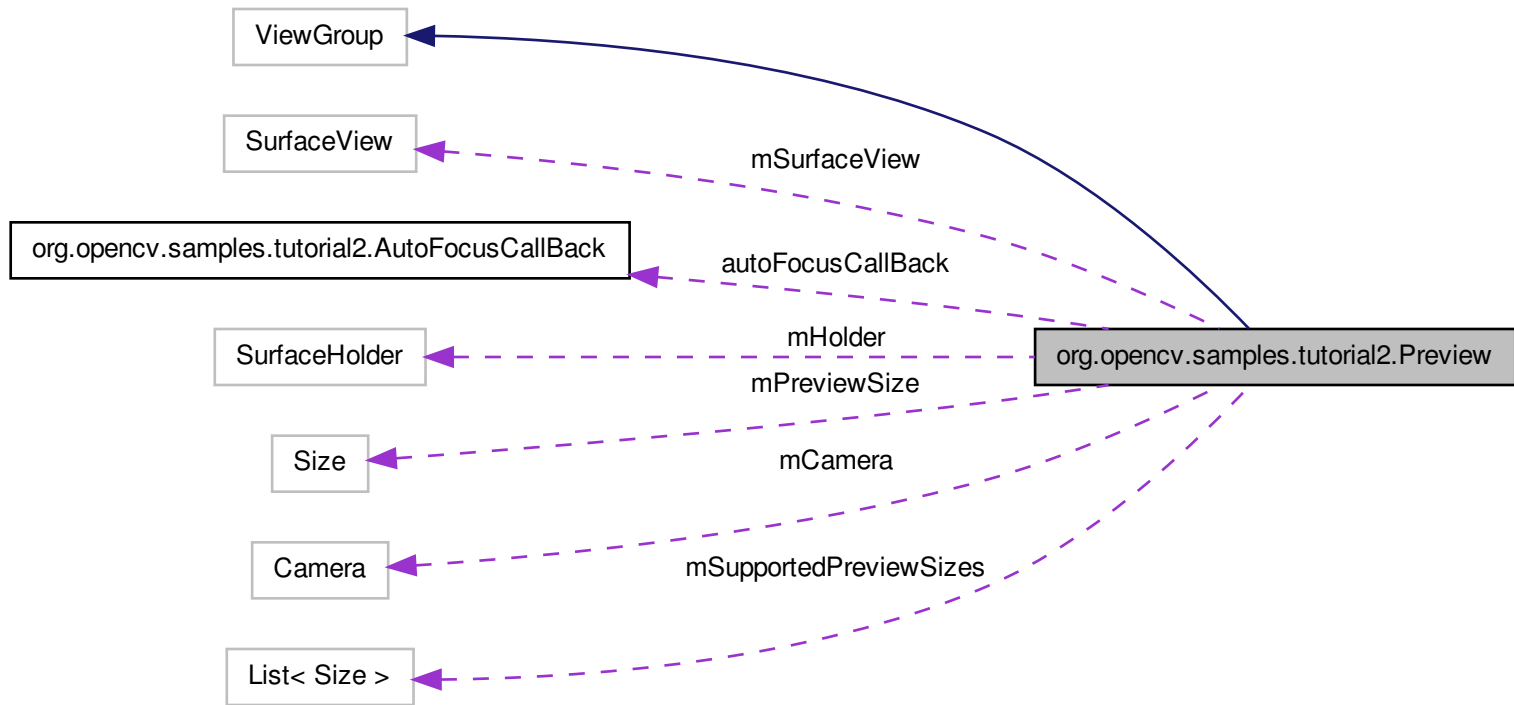 ViewGroup
SurfaceView
mSurfaceView
org.opencv.samples.tutorial2.AutoFocusCallBack
autoFocusCallBack
SurfaceHolder
mHolder
org.opencv.samples.tutorial2.Preview
mPreviewSize
Size
mCamera
Camera
mSupportedPreviewSizes
List< Size >